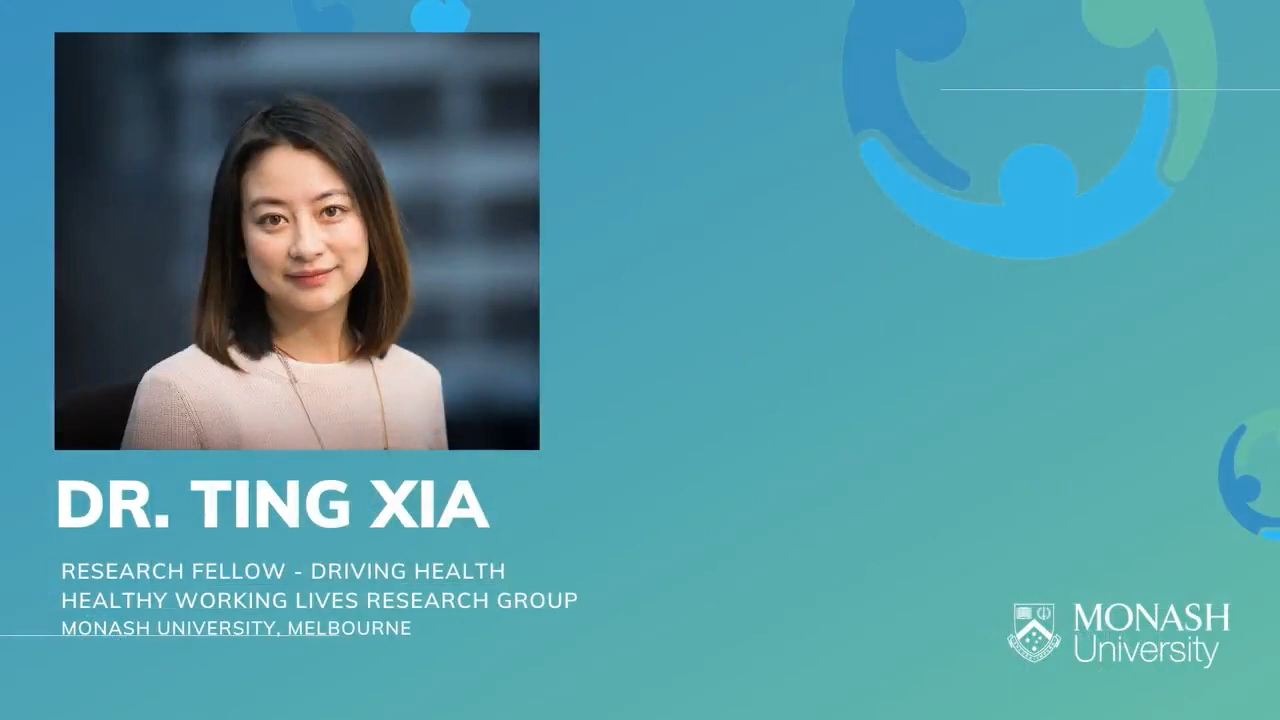 DR. TING XIA
RESEARCH FELLOW - DRIVING HEALTH
HEALTHY WORKING LIVES RESEARCH GROUP
MONASH UNIVERSITY, MELBOURNE
MONASH
University